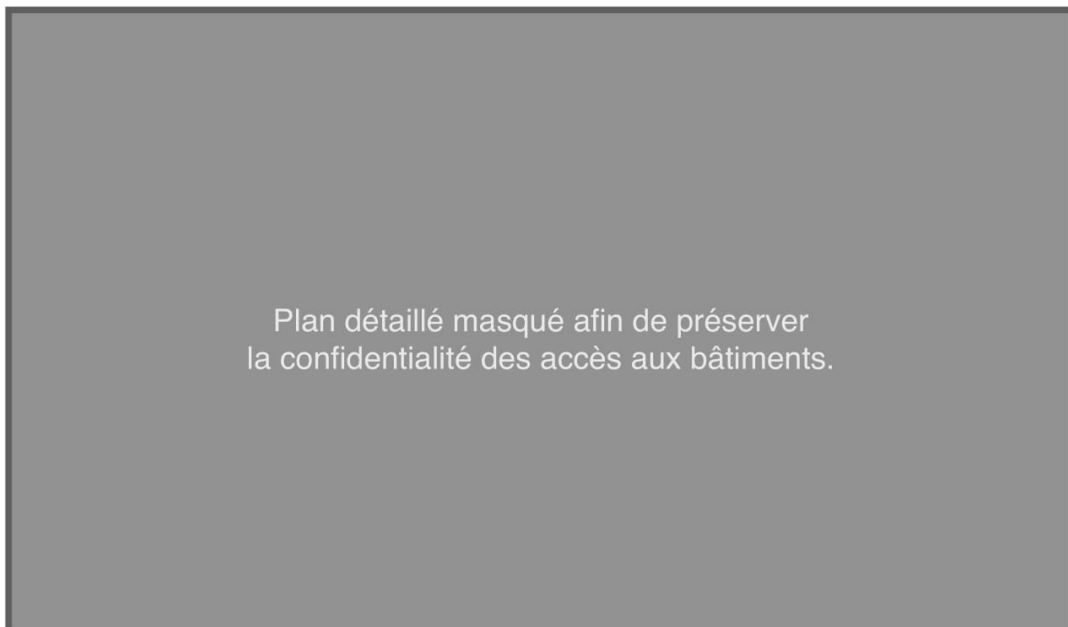 Plan détaillé masqué afin de préserver
la confidentialité des accès aux bâtiments.